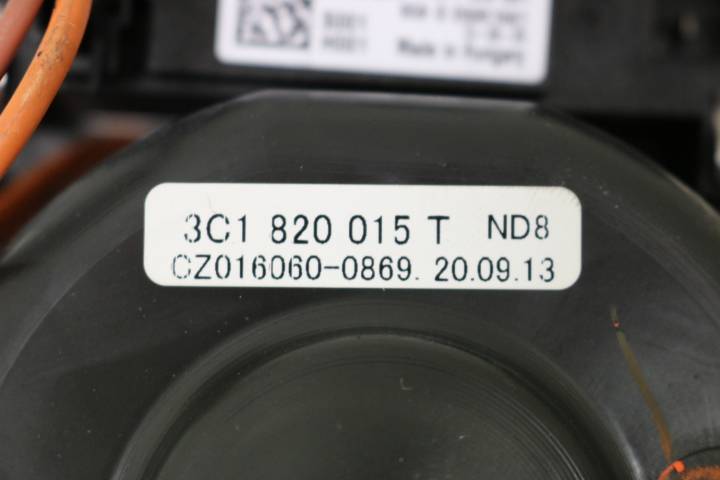 Made in Hungary
3C1 820 015 T ND8
CZ016060-0869. 20.09.13